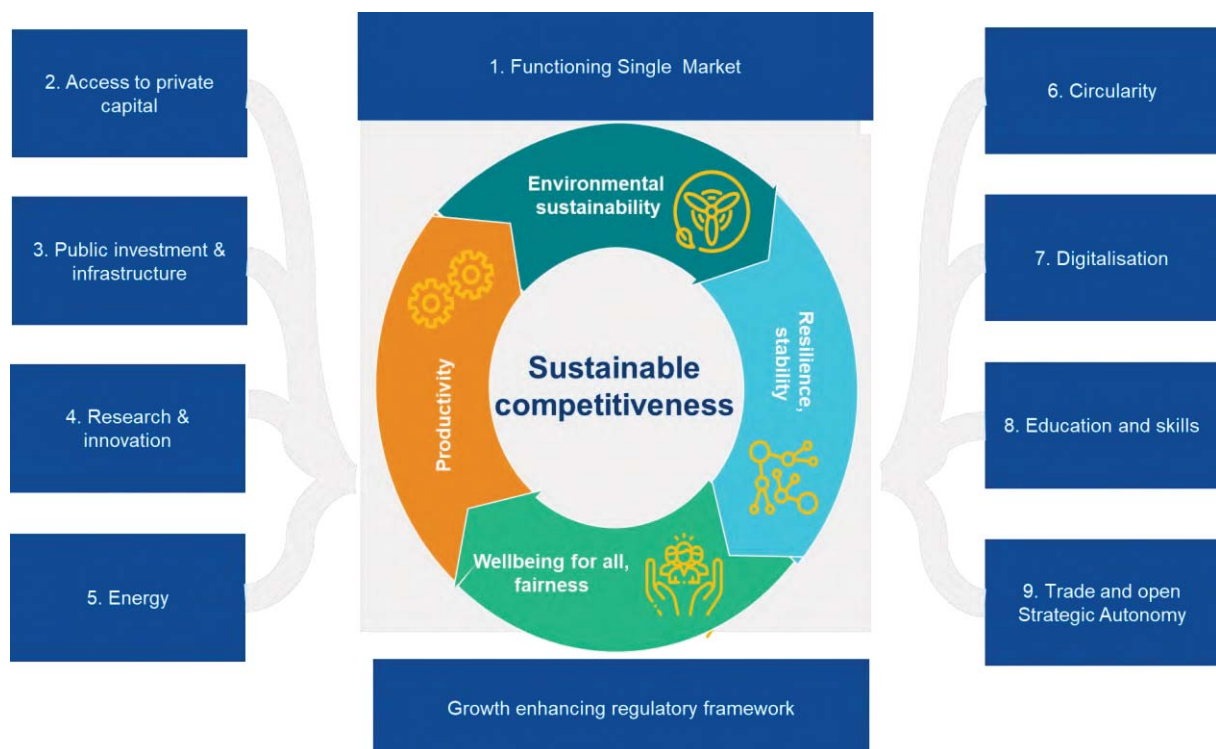 1. Functioning Single Market
2. Access to private
capital
3. Public investment &
infrastructure
4. Research &
innovation
5. Energy
Environmental
sustainability
Resilience,
stability
Wellbeing for all,
fairness
Productivity
Sustainable
competitiveness
6. Circularity
7. Digitalisation
8. Education and skills
9. Trade and open
Strategic Autonomy
Growth enhancing regulatory framework